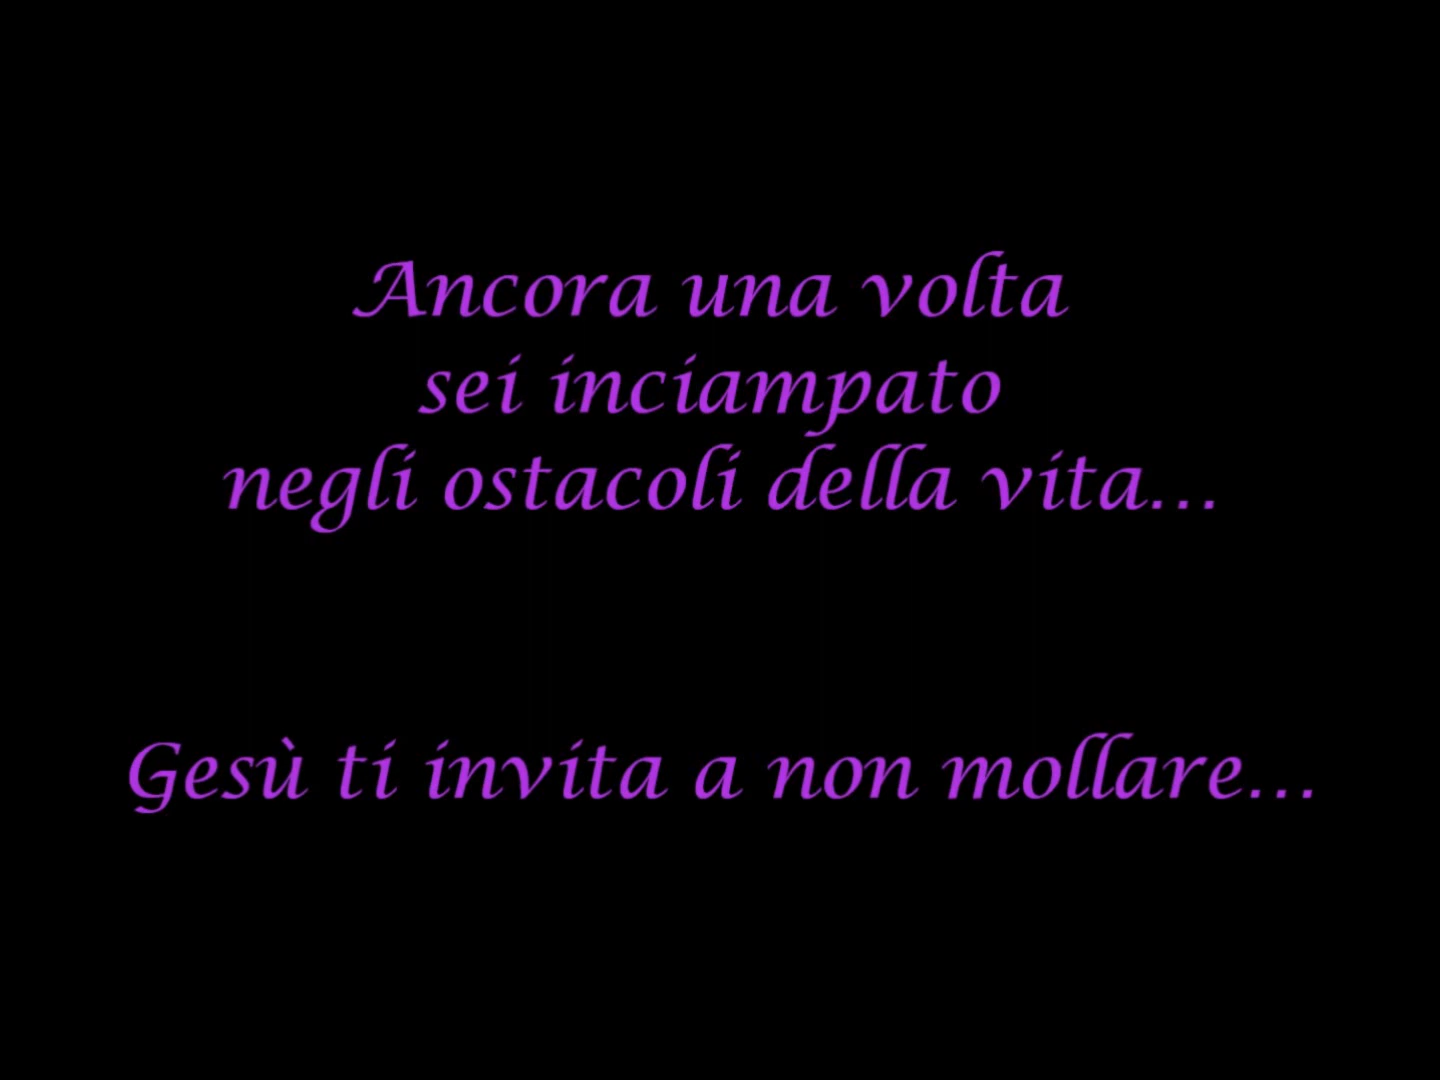 Ancora una volta
sei inciampato
negli ostacoli della vita...
Gesù ti invita a non mollare...